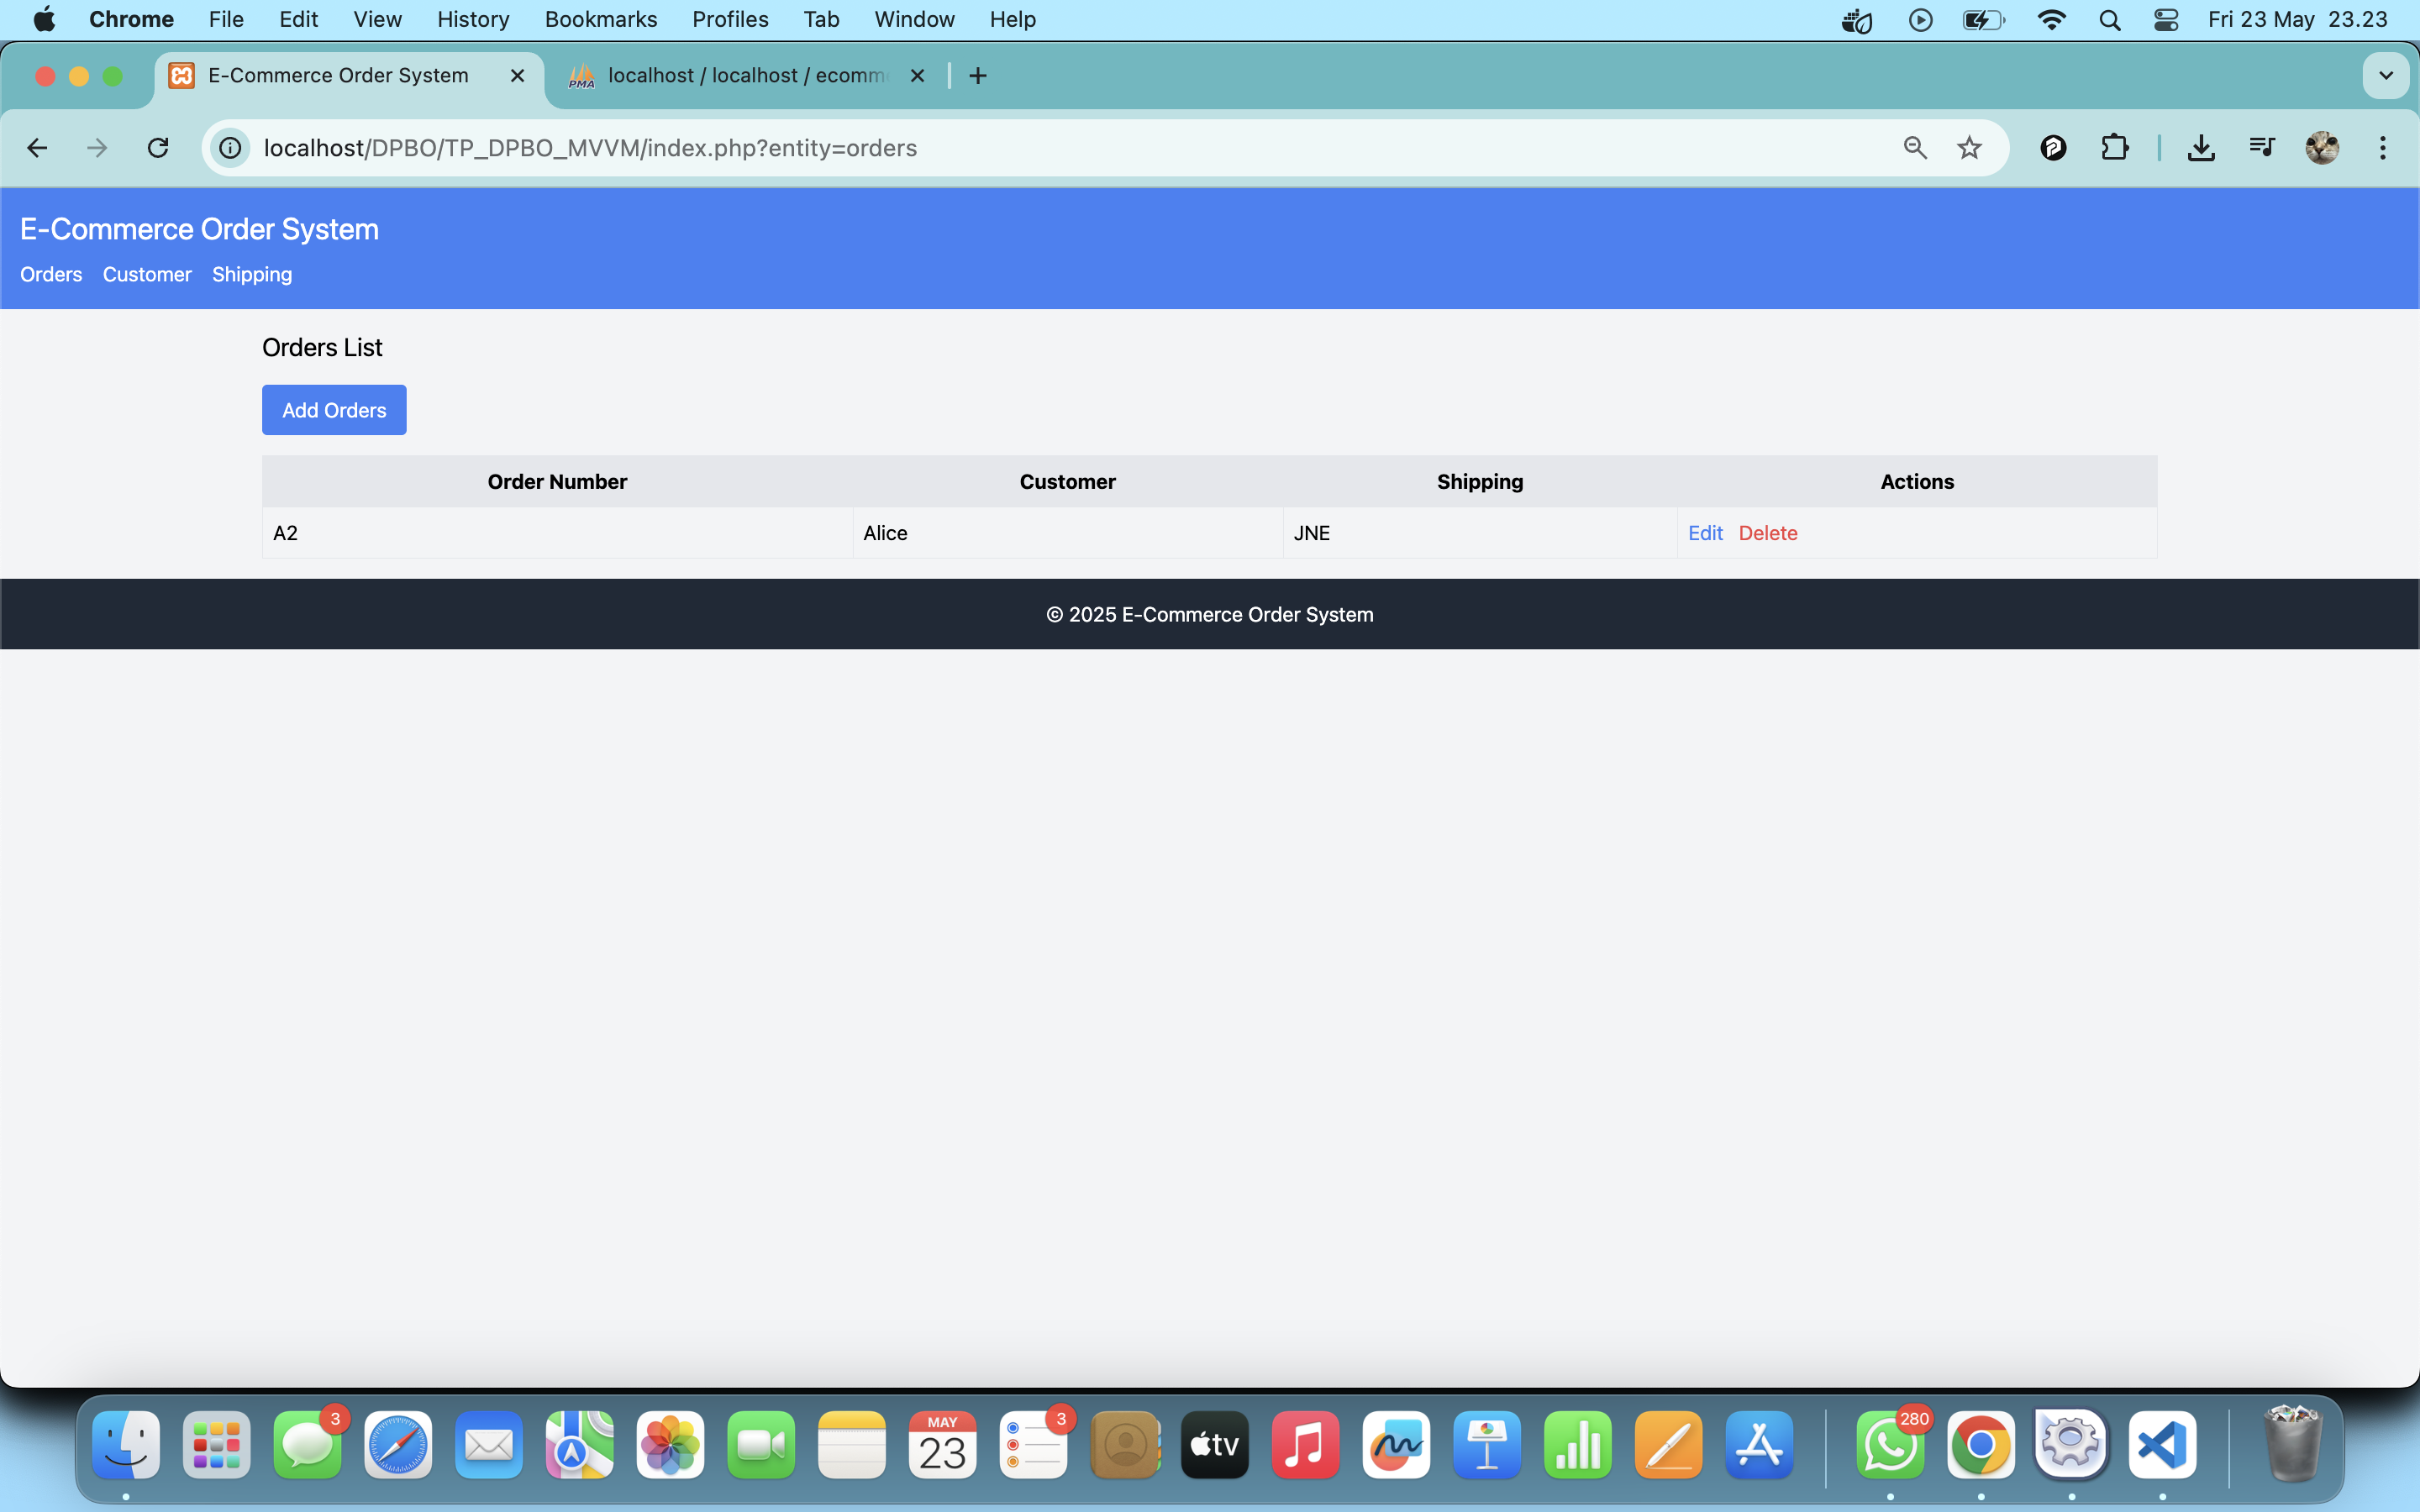 Chrome File Edit View History Bookmarks Profiles Tab Window Help Fri 23 May 23.23
E-Commerce Order System localhost / localhost / ecomm
PMA
localhost/DPBO/TP_DPBO_MVVM/index.php?entity=orders
E-Commerce Order System
Orders Customer Shipping
Orders List
Add Orders
Order Number Customer Shipping Actions
A2 Alice JNE Edit Delete
© 2025 E-Commerce Order System
3 MAY 23 3 tv 280